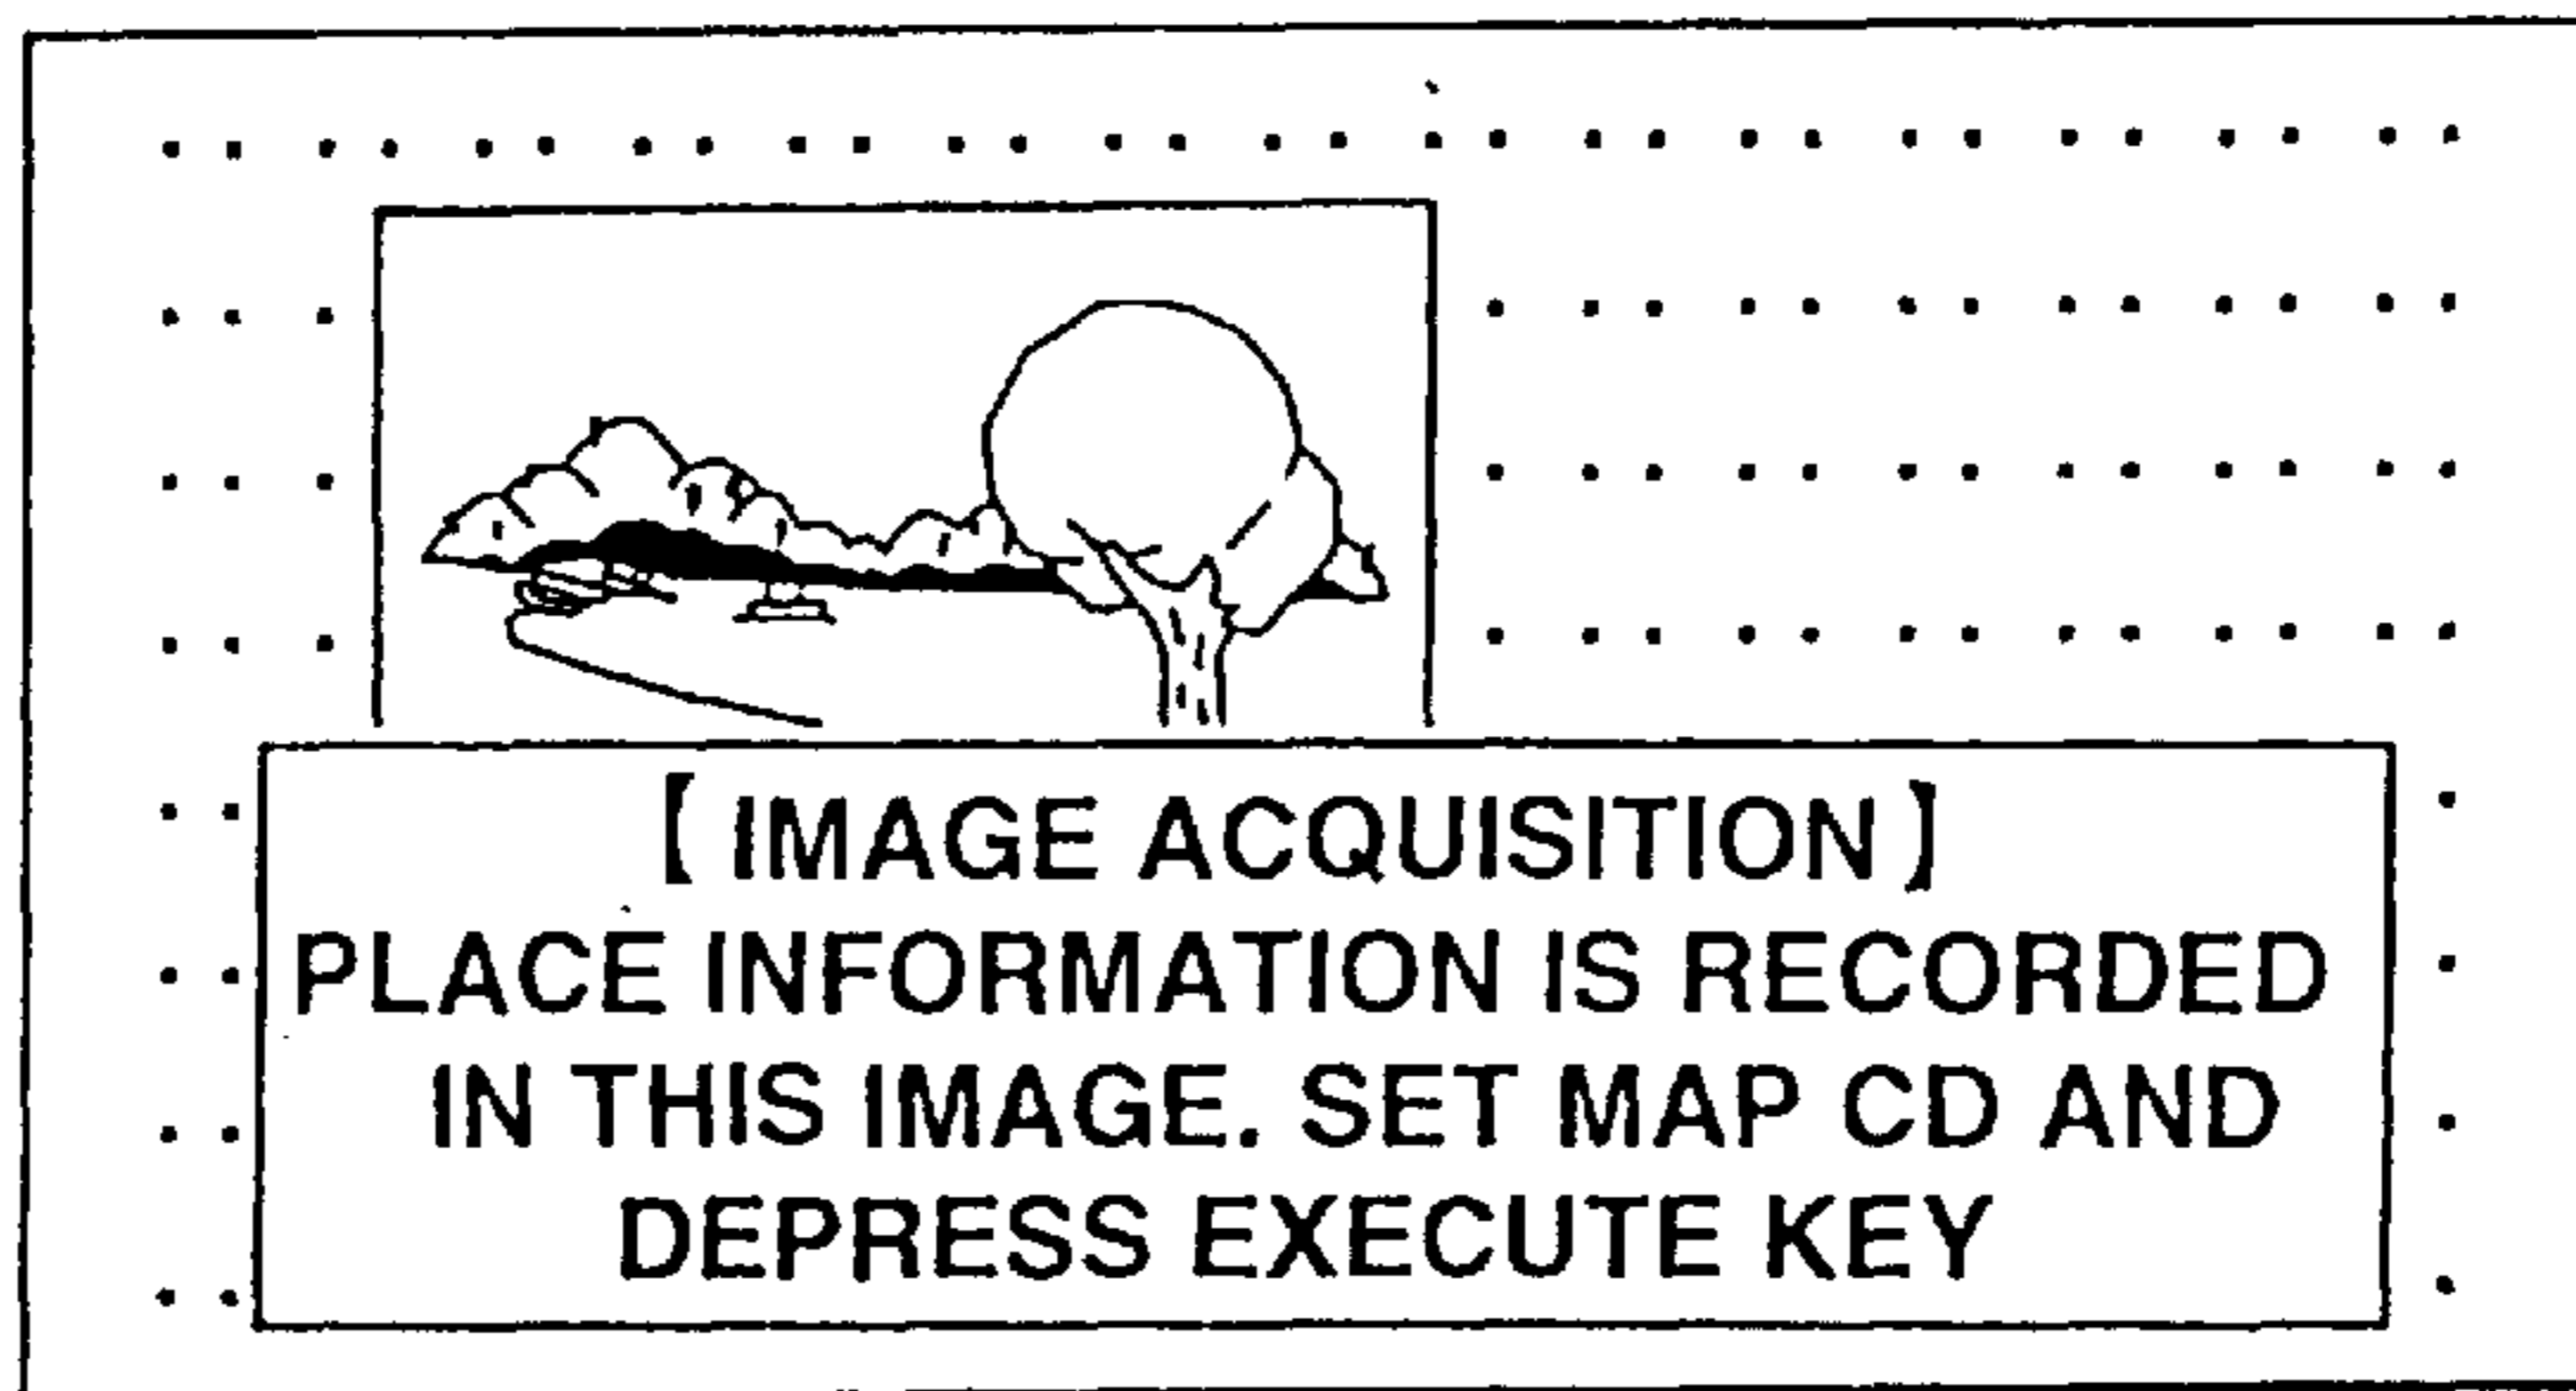 【 IMAGE ACQUISITION】
PLACE INFORMATION IS RECORDED
IN THIS IMAGE. SET MAP CD AND
DEPRESS EXECUTE KEY